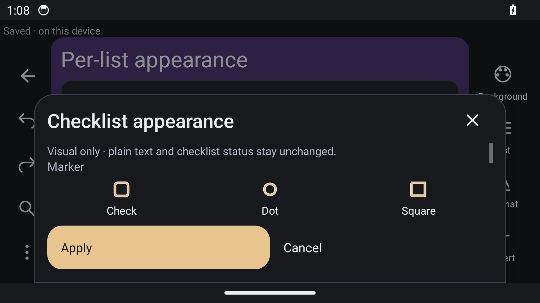 1:08
Saved · on this device
Per-list appearance
Checklist appearance
Visual only · plain text and checklist status stay unchanged.
Marker
Check
Dot
Square
Apply
Cancel